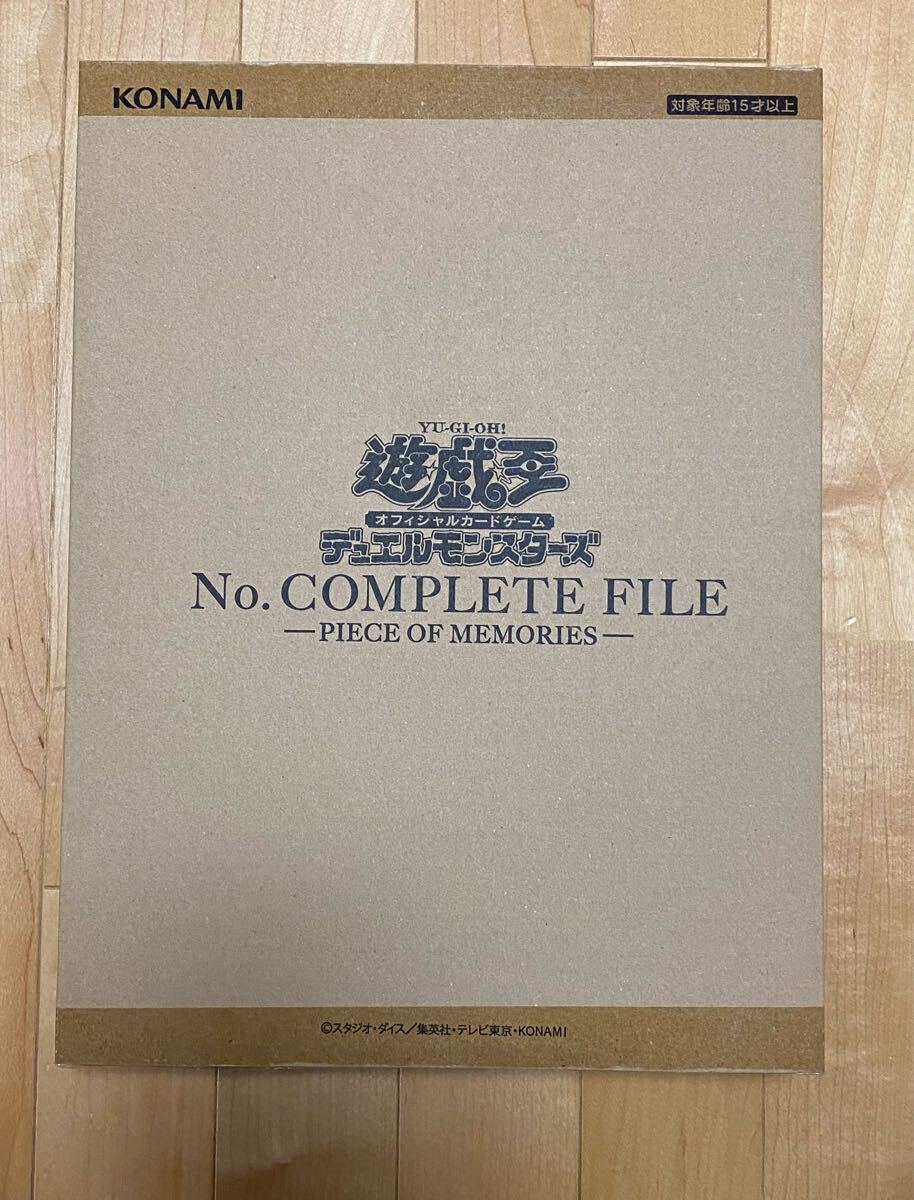 KONAMI
対象年齢15才以上
YU-GI-OH!
遊戯王
オフィシャルカードゲーム
デュエルモンスターズ
No. COMPLETE FILE
—PIECE OF MEMORIES—
©スタジオ・ダイス/集英社・テレビ東京・KONAMI